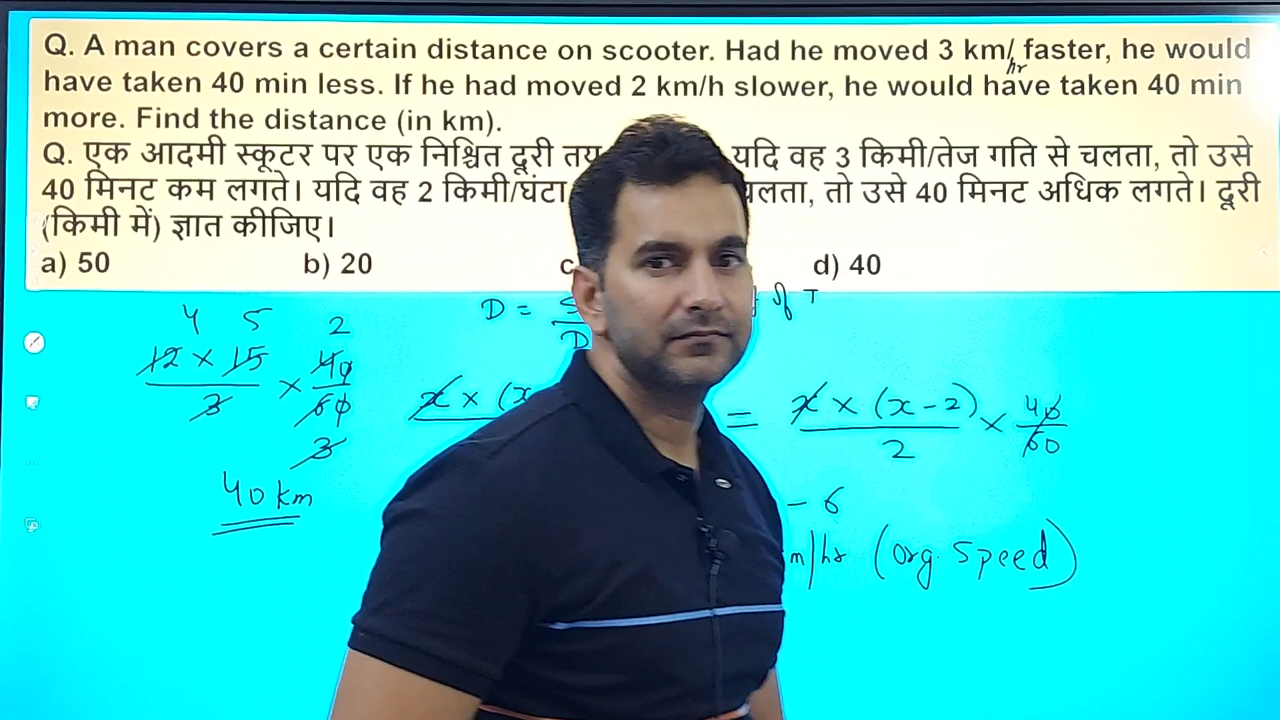 Q. A man covers a certain distance on scooter. Had he moved 3 km/hr faster, he would
have taken 40 min less. If he had moved 2 km/h slower, he would have taken 40 min
more. Find the distance (in km).
Q. एक आदमी स्कूटर पर एक निश्चित दूरी तय यदि वह 3 किमी/तेज गति से चलता, तो उसे
40 मिनट कम लगते। यदि वह 2 किमी/घंटा चलता, तो उसे 40 मिनट अधिक लगते। दूरी
(किमी में) ज्ञात कीजिए।
a) 50 b) 20 c d) 40
D = S of T
D
4 5 2
12 × 15 × 40
3 60
3
40 km
x × (x = x × (x - 2) × 40
2 60
- 6
m/hr (org. Speed)